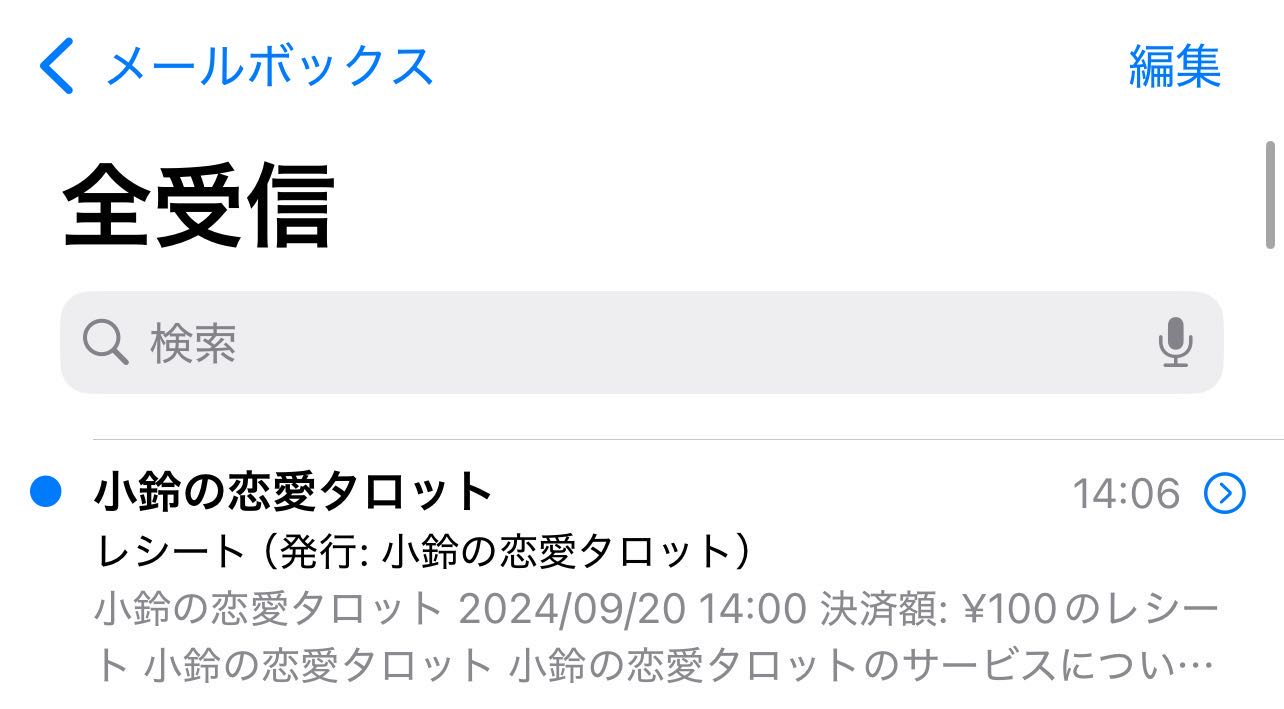 メールボックス
編集
全受信
検索
小鈴の恋愛タロット
14:06
レシート（発行: 小鈴の恋愛タロット）
小鈴の恋愛タロット 2024/09/20 14:00 決済額: ¥100のレシー
ト 小鈴の恋愛タロット 小鈴の恋愛タロットのサービスについ…